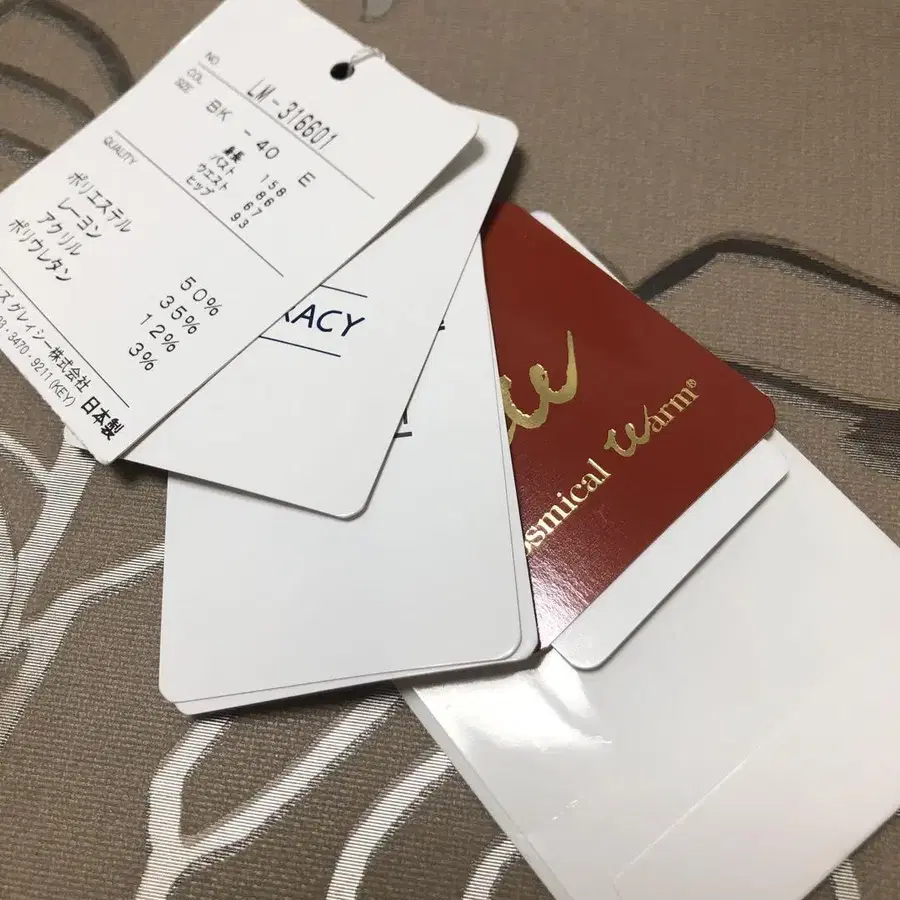 NO LM-316601
COL BK - 40 E
SIZE
身長 158
バスト 86
ウエスト 67
ヒップ 93
QUALITY
ポリエステル 50%
レーヨン 35%
アクリル 12%
ポリウレタン 3%
ズ グレイシー株式会社
03・3470・9211 (KEY) 日本製
RACY
osmical Warm®